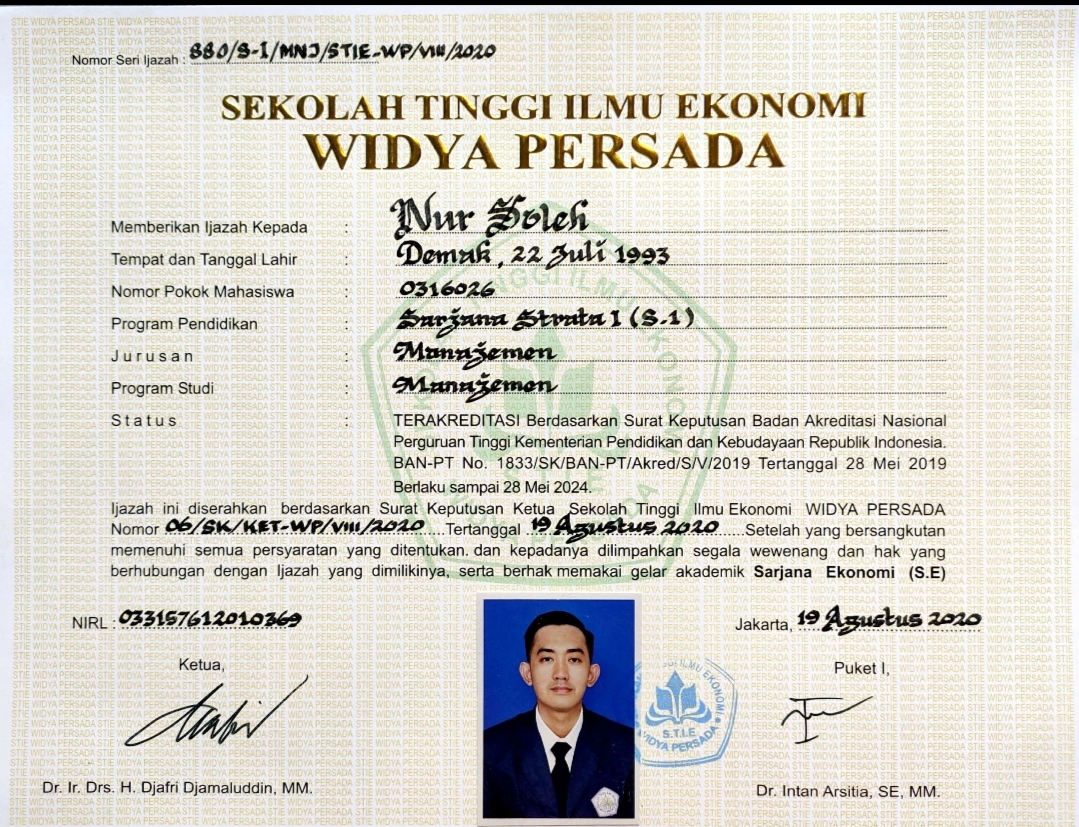 Nomor Seri Ijazah : 880/S-1/MNJ/STIE-WP/VIII/2020
SEKOLAH TINGGI ILMU EKONOMI
WIDYA PERSADA
Memberikan Ijazah Kepada : Nur Soleh
Tempat dan Tanggal Lahir : Demak, 22 Juli 1993
Nomor Pokok Mahasiswa : 0316026
Program Pendidikan : Sarjana Strata 1 (S.1)
Jurusan : Manajemen
Program Studi : Manajemen
Status : TERAKREDITASI Berdasarkan Surat Keputusan Badan Akreditasi Nasional
Perguruan Tinggi Kementerian Pendidikan dan Kebudayaan Republik Indonesia.
BAN-PT No. 1833/SK/BAN-PT/Akred/S/V/2019 Tertanggal 28 Mei 2019
Berlaku sampai 28 Mei 2024.
Ijazah ini diserahkan berdasarkan Surat Keputusan Ketua Sekolah Tinggi Ilmu Ekonomi WIDYA PERSADA
Nomor 06/SK/KET-WP/VIII/2020 Tertanggal 19 Agustus 2020 Setelah yang bersangkutan
memenuhi semua persyaratan yang ditentukan. dan kepadanya dilimpahkan segala wewenang dan hak yang
berhubungan dengan Ijazah yang dimilikinya, serta berhak memakai gelar akademik Sarjana Ekonomi (S.E)
NIRL : 033157612010369
Jakarta, 19 Agustus 2020
Ketua,
Puket I,
S.T.I.E
WIDYA PERSADA
Dr. Ir. Drs. H. Djafri Djamaluddin, MM.
Dr. Intan Arsitia, SE, MM.